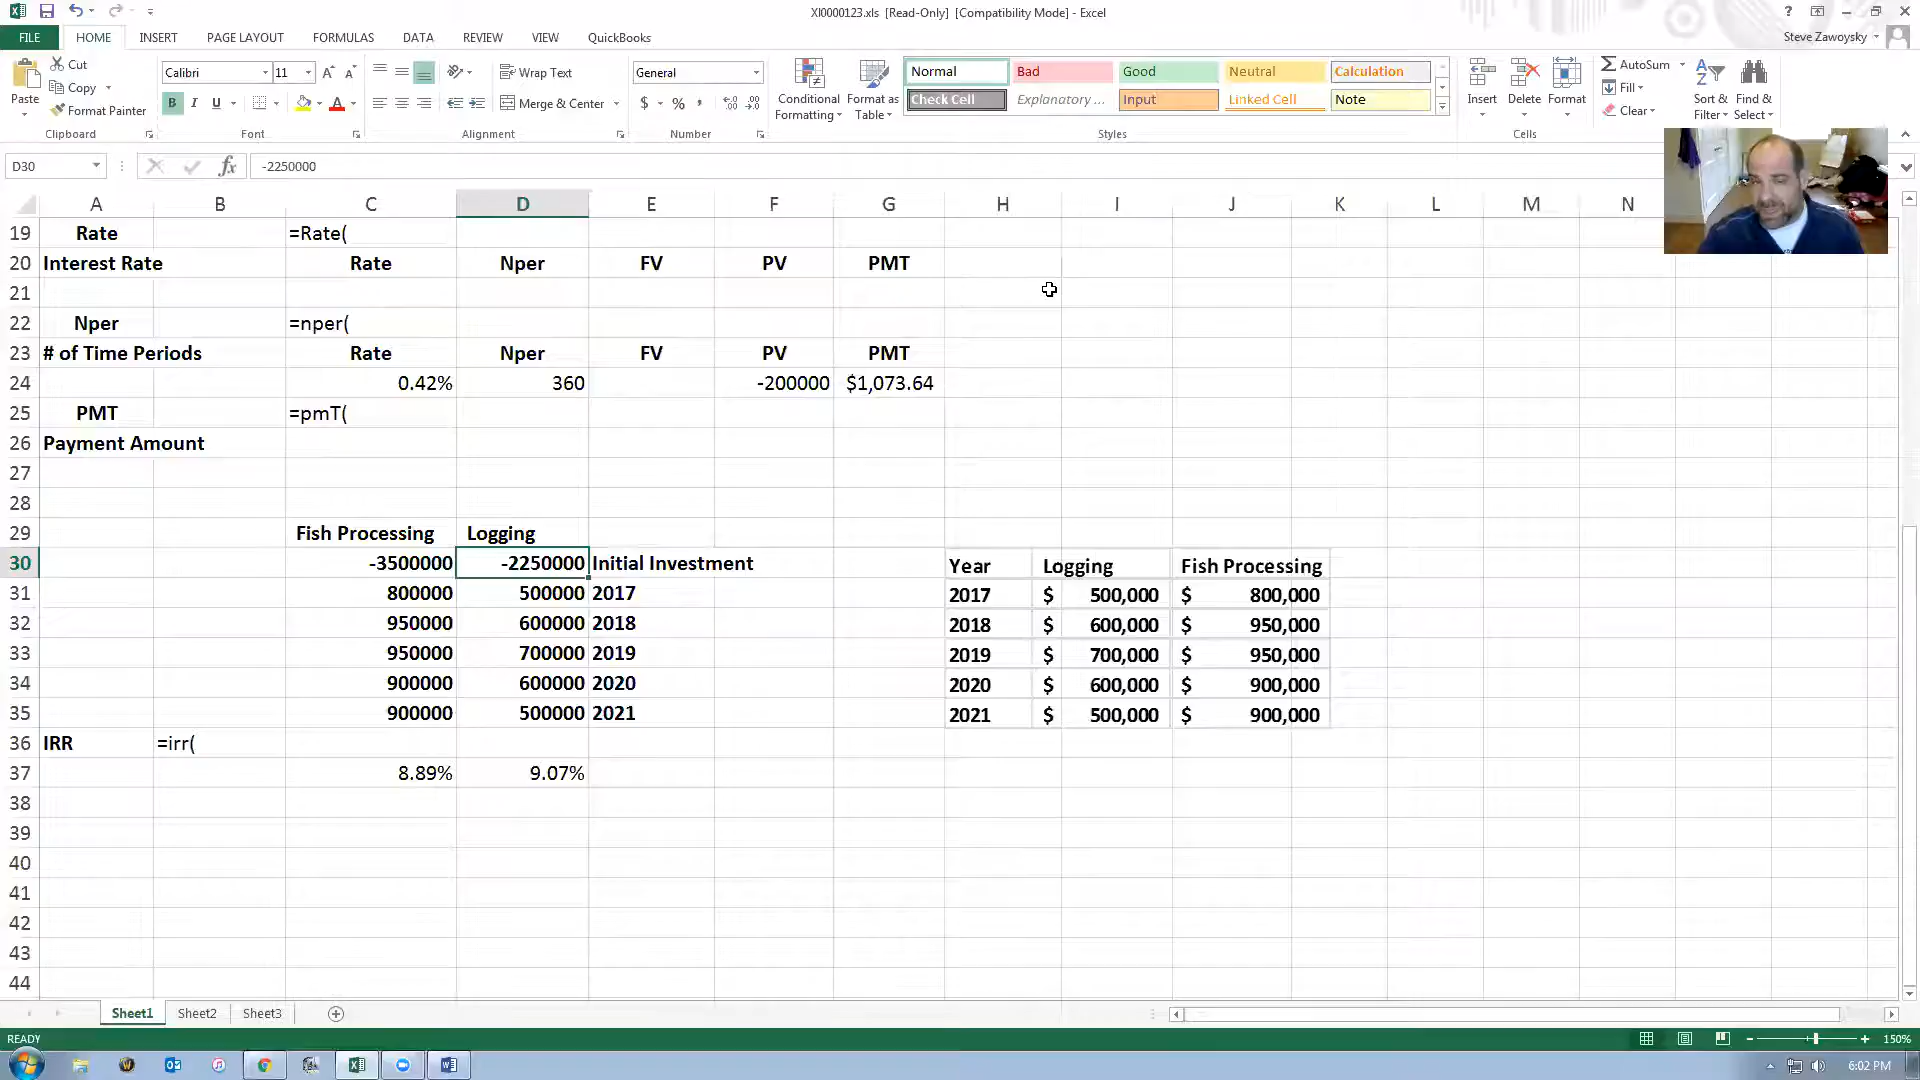 XI0000123.xls [Read-Only] [Compatibility Mode] - Excel
FILE HOME INSERT PAGE LAYOUT FORMULAS DATA REVIEW VIEW QuickBooks
Steve Zawoysky
Paste
Cut
Copy
Format Painter
Clipboard
Calibri 11
B I U
Font
Wrap Text
Merge & Center
Alignment
General
$ %
Number
Conditional Formatting
Format as Table
Normal Bad Good Neutral Calculation
Check Cell Explanatory ... Input Linked Cell Note
Styles
Insert Delete Format
Cells
AutoSum
Fill
Clear
Sort & Filter
Find & Select
D30 fx -2250000
A B C D E F G H I J K L M N
19 Rate =Rate(
20 Interest Rate Rate Nper FV PV PMT
21
22 Nper =nper(
23 # of Time Periods Rate Nper FV PV PMT
24 0.42% 360 -200000 $1,073.64
25 PMT =pmT(
26 Payment Amount
27
28
29 Fish Processing Logging
30 -3500000 -2250000 Initial Investment Year Logging Fish Processing
31 800000 500000 2017 2017 $ 500,000 $ 800,000
32 950000 600000 2018 2018 $ 600,000 $ 950,000
33 950000 700000 2019 2019 $ 700,000 $ 950,000
34 900000 600000 2020 2020 $ 600,000 $ 900,000
35 900000 500000 2021 2021 $ 500,000 $ 900,000
36 IRR =irr(
37 8.89% 9.07%
38
39
40
41
42
43
44
Sheet1 Sheet2 Sheet3
READY 150%
6:02 PM